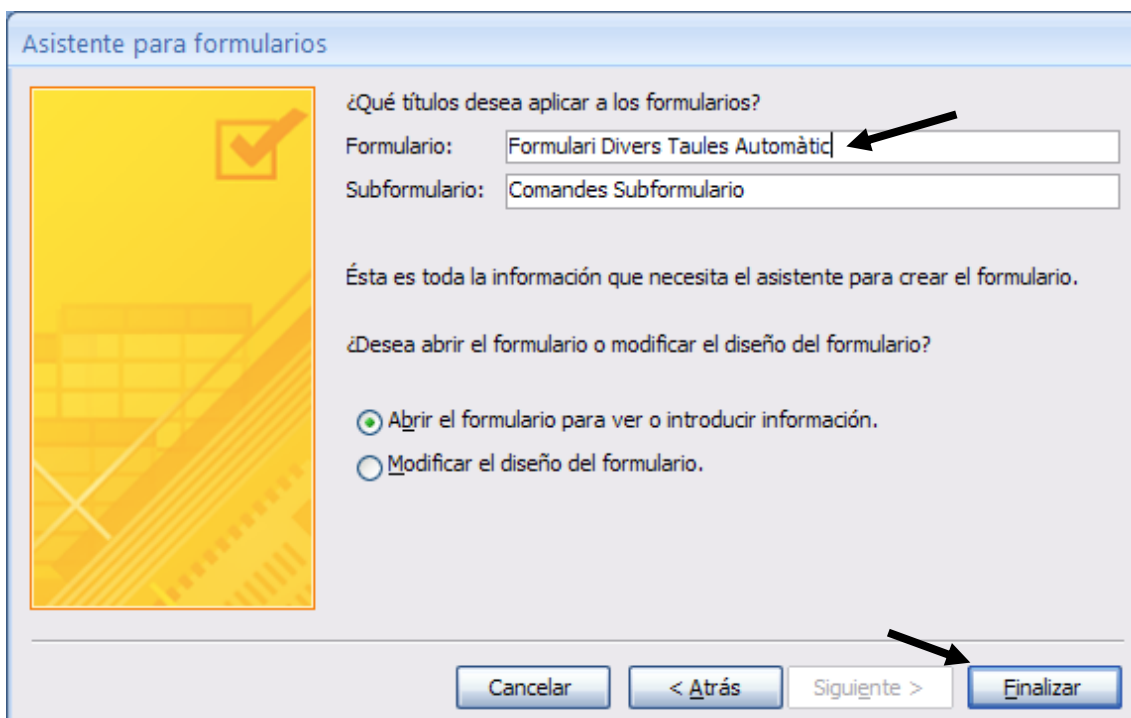 Asistente para formularios
¿Qué títulos desea aplicar a los formularios?
Formulario: Formulari Divers Taules Automàtic
Subformulario: Comandes Subformulario
Ésta es toda la información que necesita el asistente para crear el formulario.
¿Desea abrir el formulario o modificar el diseño del formulario?
Abrir el formulario para ver o introducir información.
Modificar el diseño del formulario.
Cancelar < Atrás Siguiente > Finalizar